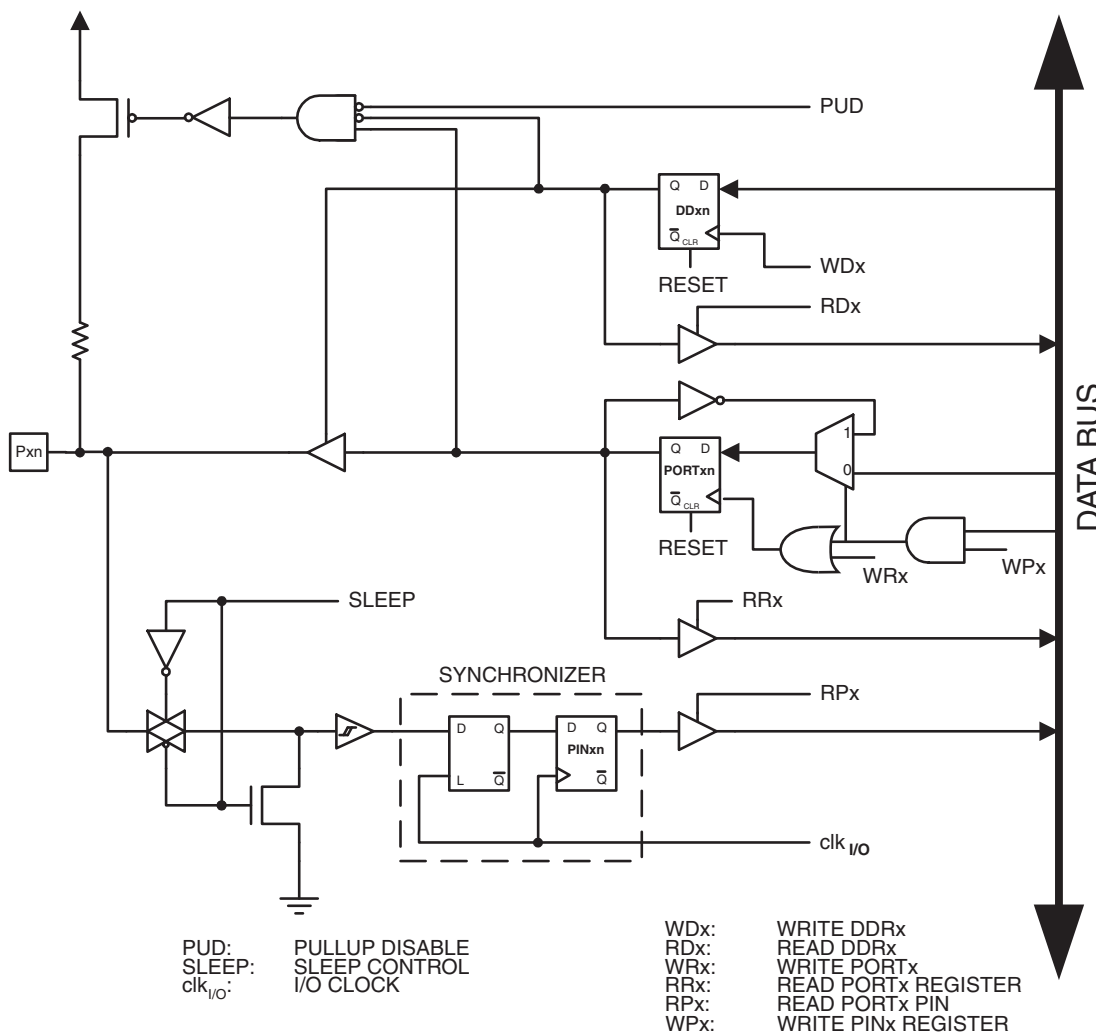 PUD
Q D
DDxn
Q CLR
WDx
RESET
RDx
Pxn
1
Q D
PORTxn
0
Q CLR
RESET
WRx
WPx
DATA BUS
SLEEP
RRx
SYNCHRONIZER
RPx
D Q
D Q
PINxn
L Q
Q
clk I/O
PUD: PULLUP DISABLE
SLEEP: SLEEP CONTROL
clk I/O: I/O CLOCK
WDx: WRITE DDRx
RDx: READ DDRx
WRx: WRITE PORTx
RRx: READ PORTx REGISTER
RPx: READ PORTx PIN
WPx: WRITE PINx REGISTER